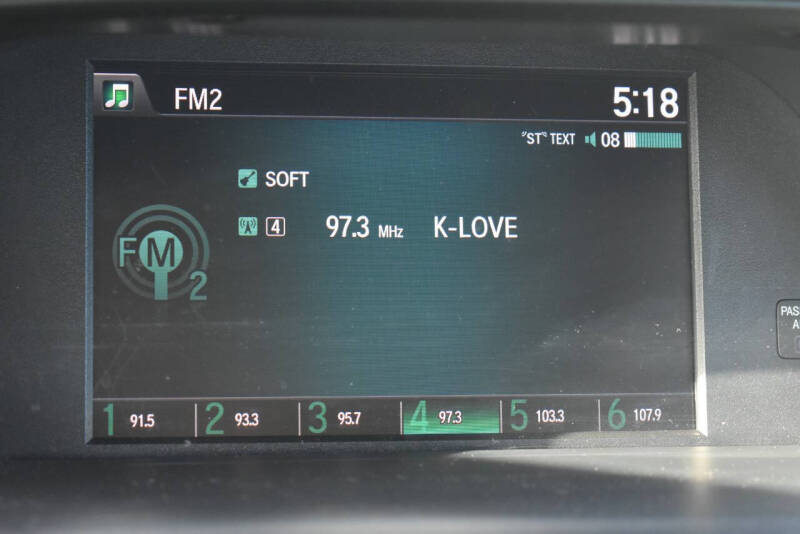 FM2 5:18
ST TEXT 08
SOFT
4 97.3 MHz K-LOVE
FM 2
1 91.5 2 93.3 3 95.7 4 97.3 5 103.3 6 107.9